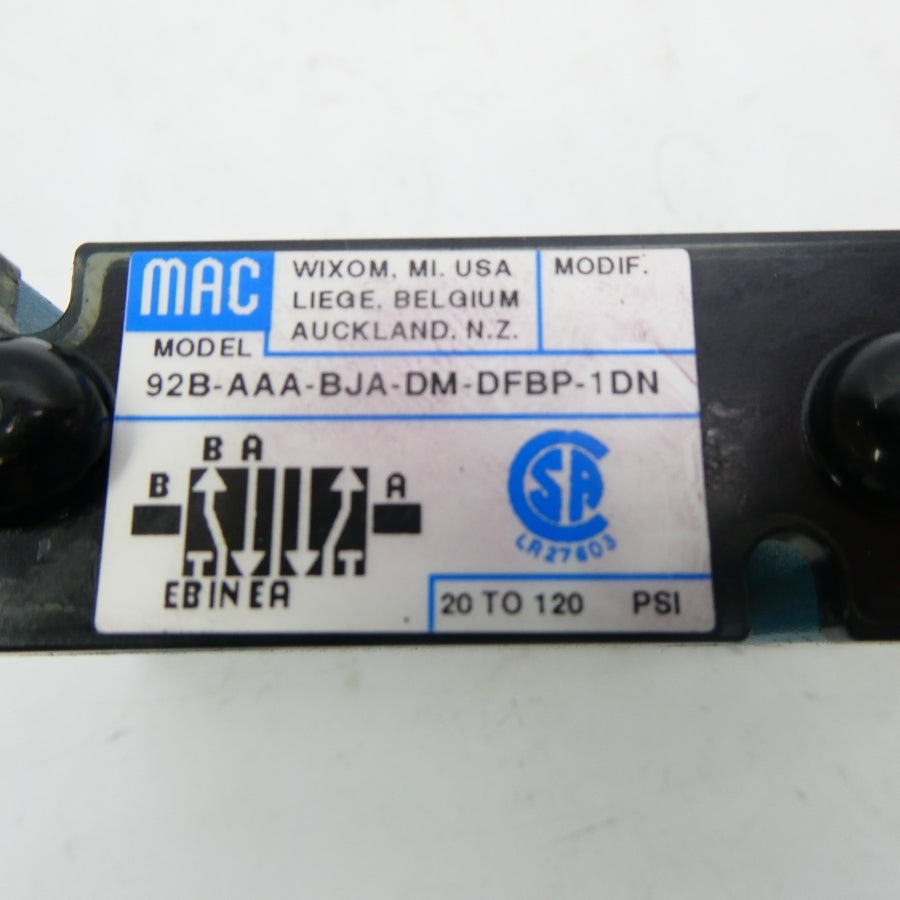 MAC
WIXOM, MI. USA
LIEGE, BELGIUM
AUCKLAND, N.Z.
MODIF.
MODEL
92B-AAA-BJA-DM-DFBP-1DN
B A
B
A
EB IN EA
CSA
LR27603
20 TO 120 PSI